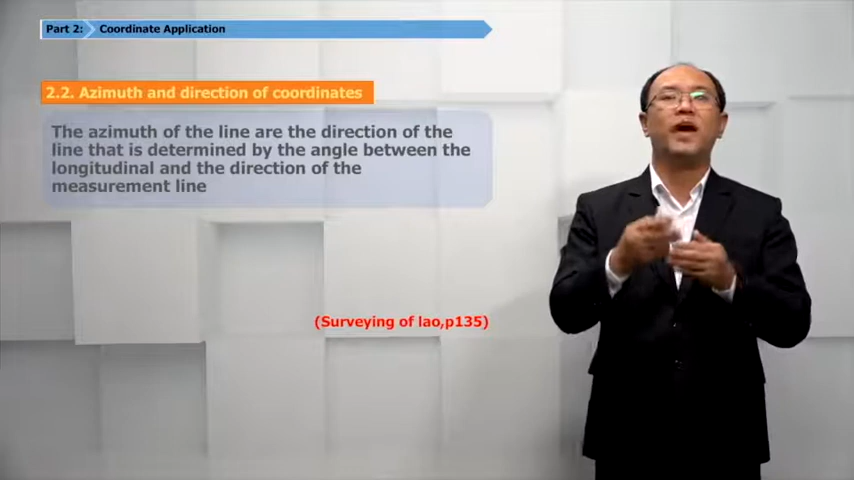 Part 2: Coordinate Application
2.2. Azimuth and direction of coordinates
The azimuth of the line are the direction of the
line that is determined by the angle between the
longitudinal and the direction of the
measurement line
(Surveying of lao,p135)